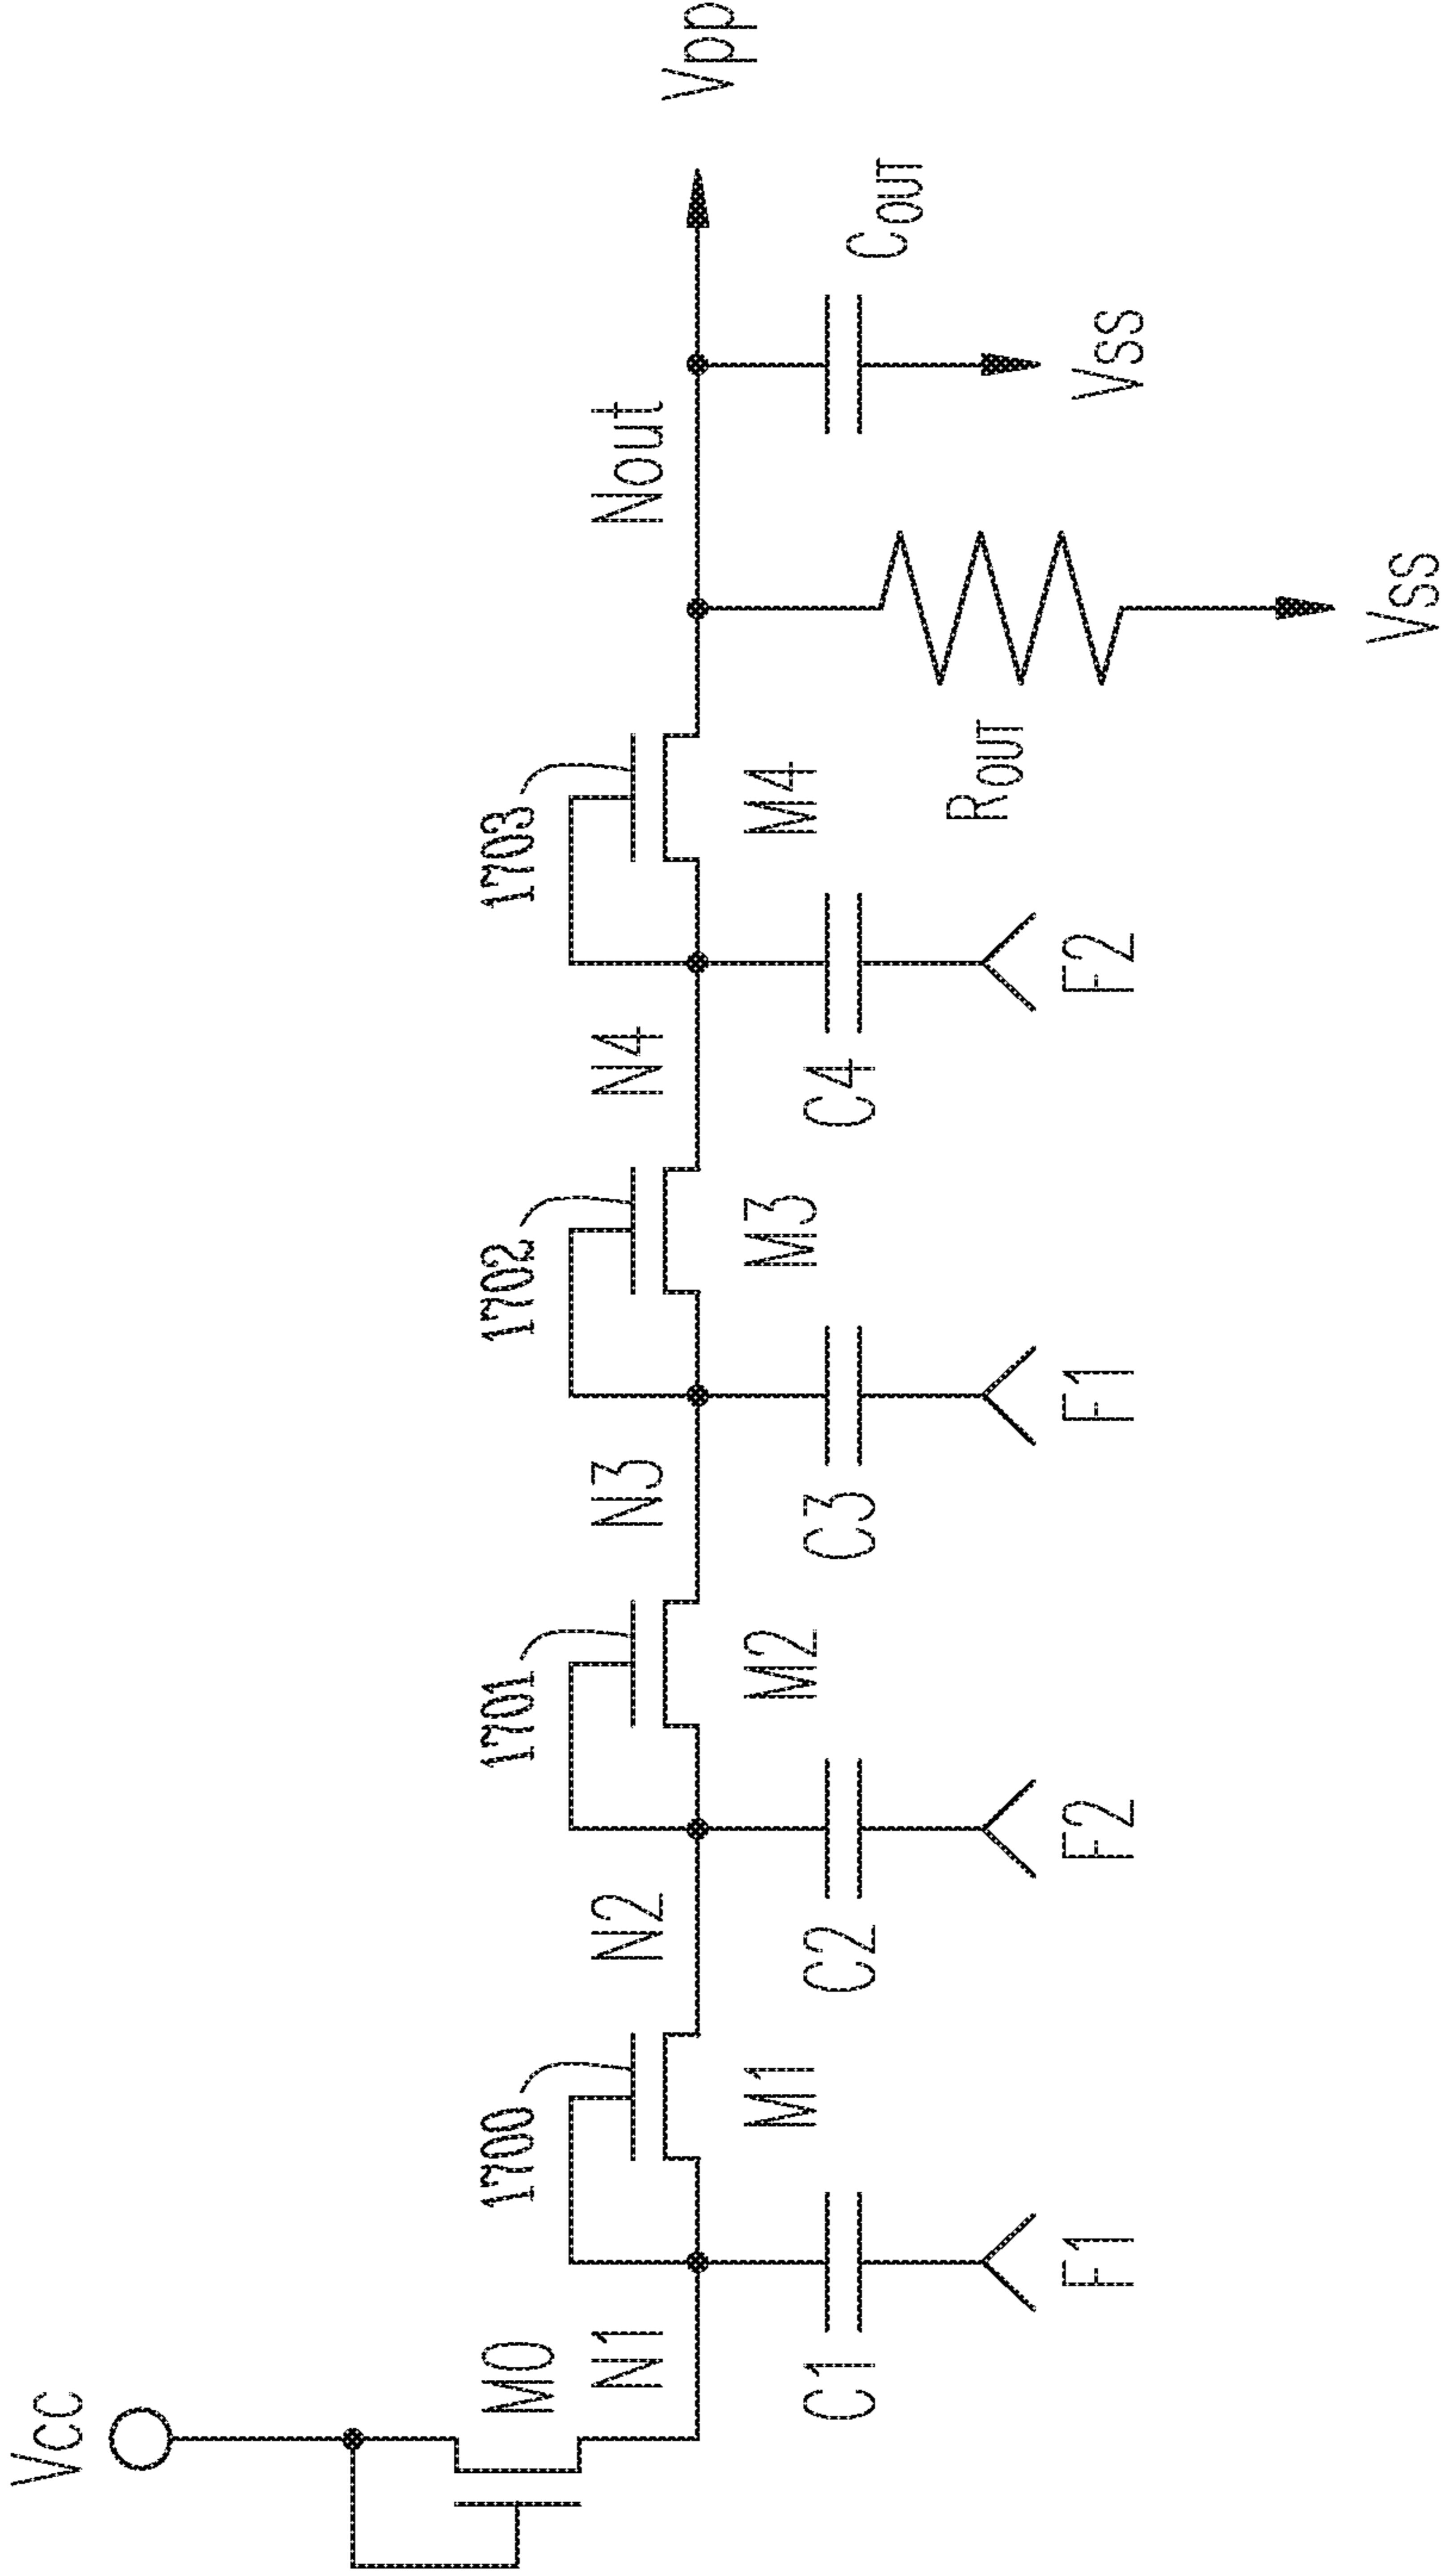 Vcc
M0
N1
C1
F1
1700
M1
N2
C2
F2
1701
M2
N3
C3
F1
1702
M3
N4
C4
F2
1703
M4
ROUT
VSS
Nout
COUT
VSS
Vpp